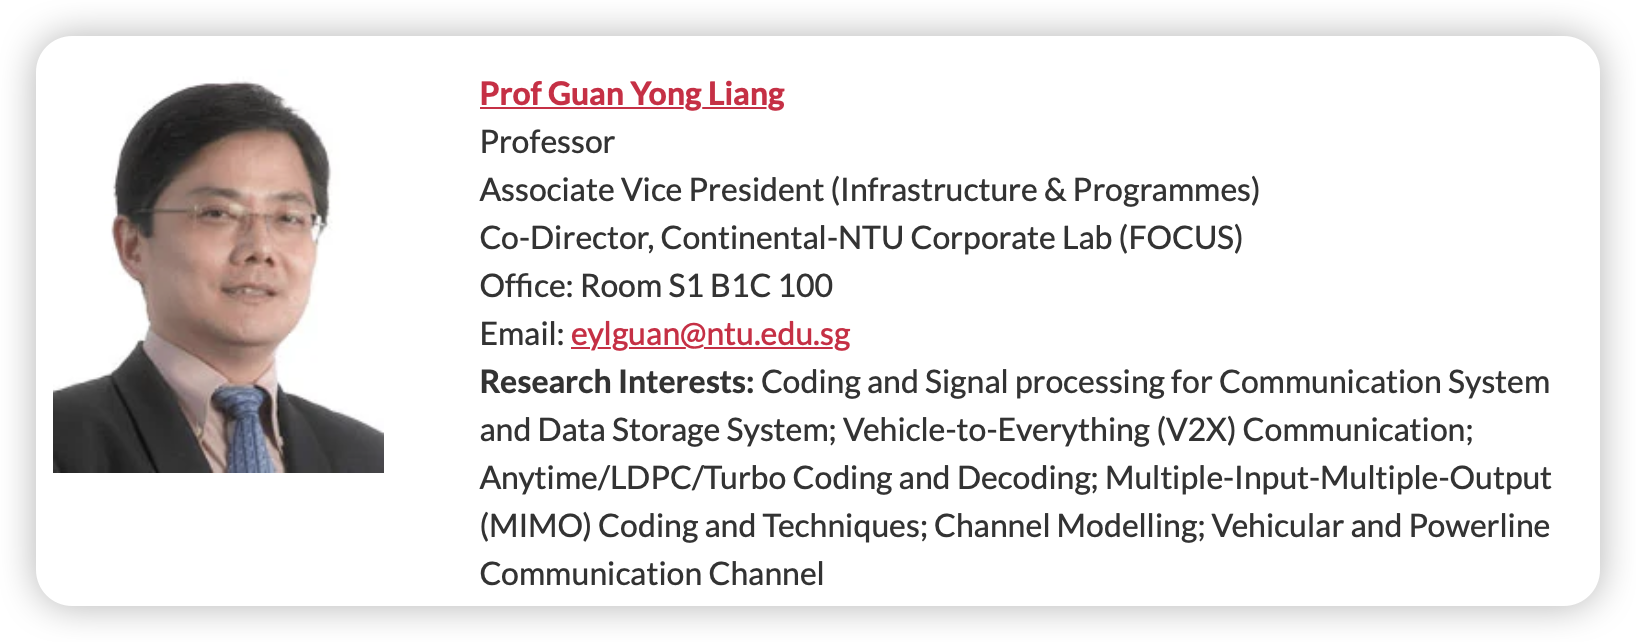 Prof Guan Yong Liang
Professor
Associate Vice President (Infrastructure & Programmes)
Co-Director, Continental-NTU Corporate Lab (FOCUS)
Office: Room S1 B1C 100
Email: eylguan@ntu.edu.sg
Research Interests: Coding and Signal processing for Communication System
and Data Storage System; Vehicle-to-Everything (V2X) Communication;
Anytime/LDPC/Turbo Coding and Decoding; Multiple-Input-Multiple-Output
(MIMO) Coding and Techniques; Channel Modelling; Vehicular and Powerline
Communication Channel